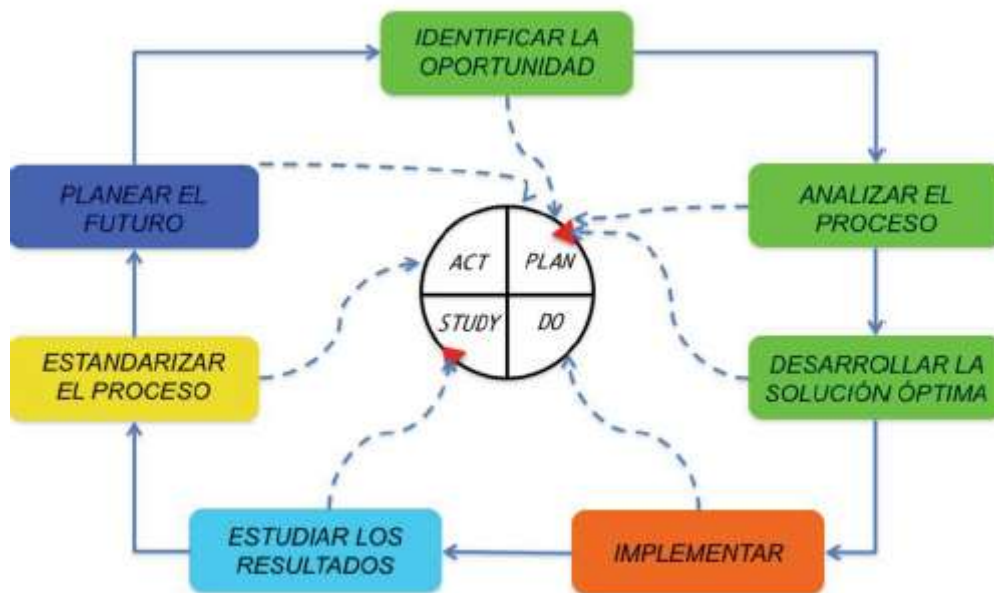 IDENTIFICAR LA
OPORTUNIDAD
PLANEAR EL
FUTURO
ANALIZAR EL
PROCESO
ACT
PLAN
STUDY
DO
ESTANDARIZAR
EL PROCESO
DESARROLLAR LA
SOLUCIÓN ÓPTIMA
ESTUDIAR LOS
RESULTADOS
IMPLEMENTAR